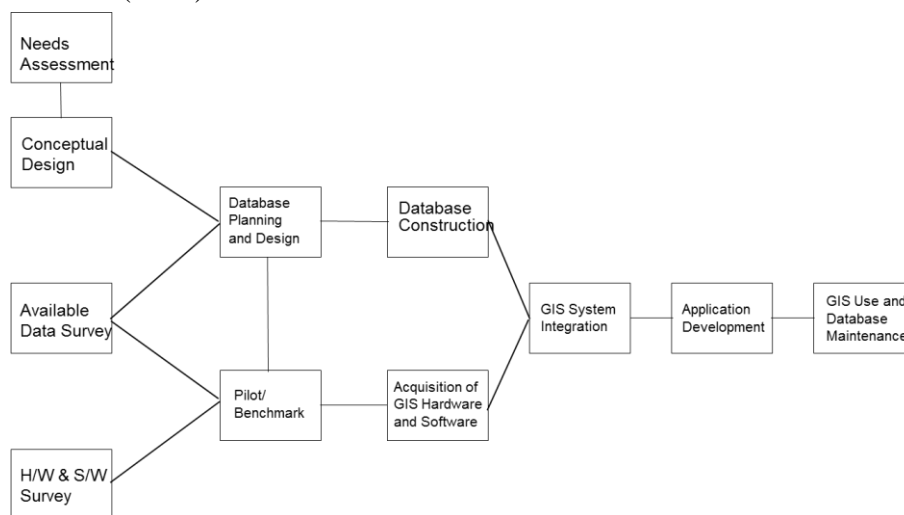 Needs
Assessment
Conceptual
Design
Database
Planning
and Design
Database
Construction
Available
Data Survey
GIS System
Integration
Application
Development
GIS Use and
Database
Maintenance
Pilot/
Benchmark
Acquisition of
GIS Hardware
and Software
H/W & S/W
Survey